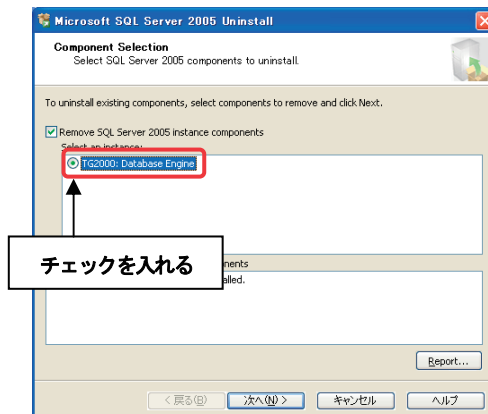 Microsoft SQL Server 2005 Uninstall
Component Selection
Select SQL Server 2005 components to uninstall.
To uninstall existing components, select components to remove and click Next.
Remove SQL Server 2005 instance components
Select an instance:
TG2000: Database Engine
チェックを入れる
nents
alled.
Report...
< 戻る(B)
次へ(N) >
キャンセル
ヘルプ